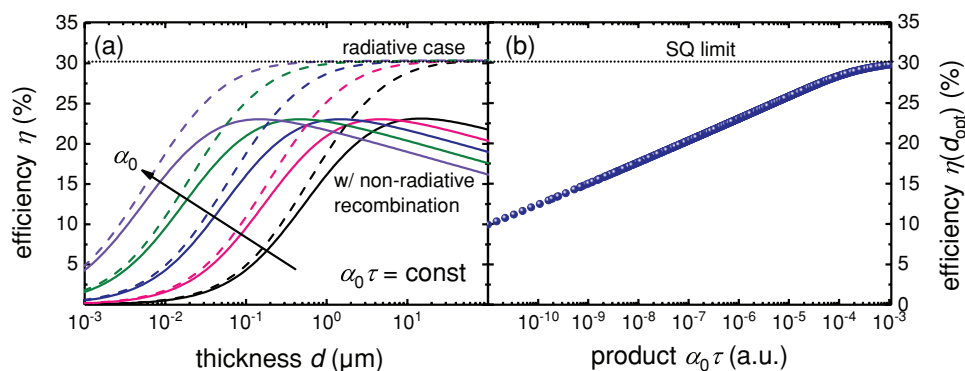 (a)
radiative case
α₀
w/ non-radiative
recombination
α₀ τ = const
efficiency η (%)
35
30
25
20
15
10
5
10⁻³
10⁻²
10⁻¹
10⁰
10¹
thickness d (µm)
(b)
SQ limit
10⁻¹⁰
10⁻⁹
10⁻⁸
10⁻⁷
10⁻⁶
10⁻⁵
10⁻⁴
10⁻³
product α₀ τ (a.u.)
35
30
25
20
15
10
5
0
efficiency η(dₒₚₜ) (%)